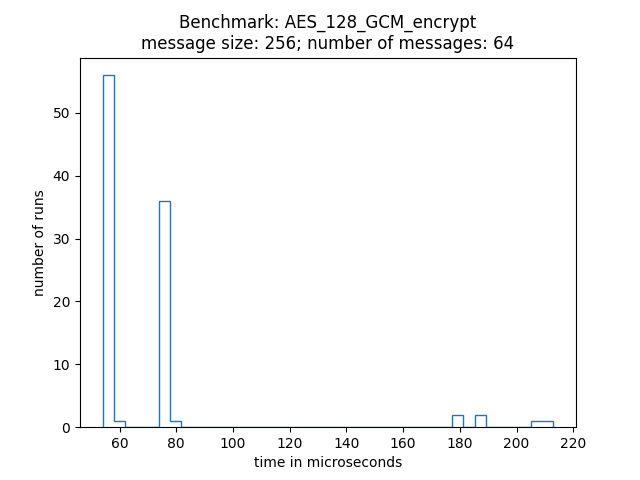 Benchmark: AES_128_GCM_encrypt
message size: 256; number of messages: 64
50
40
30
20
10
0
number of runs
60 80 100 120 140 160 180 200 220
time in microseconds